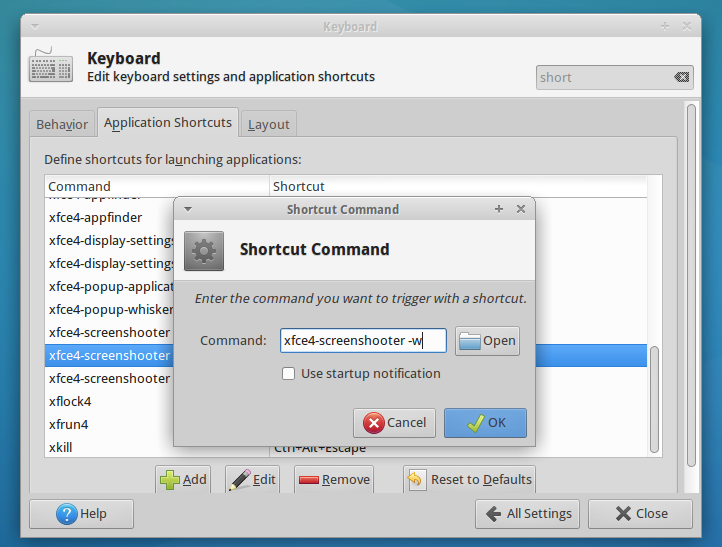 Keyboard
Keyboard
Edit keyboard settings and application shortcuts
short
Behavior
Application Shortcuts
Layout
Define shortcuts for launching applications:
Command
Shortcut
xfce4-appfinder
xfce4-appfinder
xfce4-display-settings
xfce4-display-settings
xfce4-popup-applicat
xfce4-popup-whisker
xfce4-screenshooter
xfce4-screenshooter
xfce4-screenshooter
xflock4
xfrun4
xkill
Ctrl+Alt+Escape
Shortcut Command
Shortcut Command
Enter the command you want to trigger with a shortcut.
Command:
xfce4-screenshooter -w
Open
Use startup notification
Cancel
OK
Add
Edit
Remove
Reset to Defaults
Help
All Settings
Close